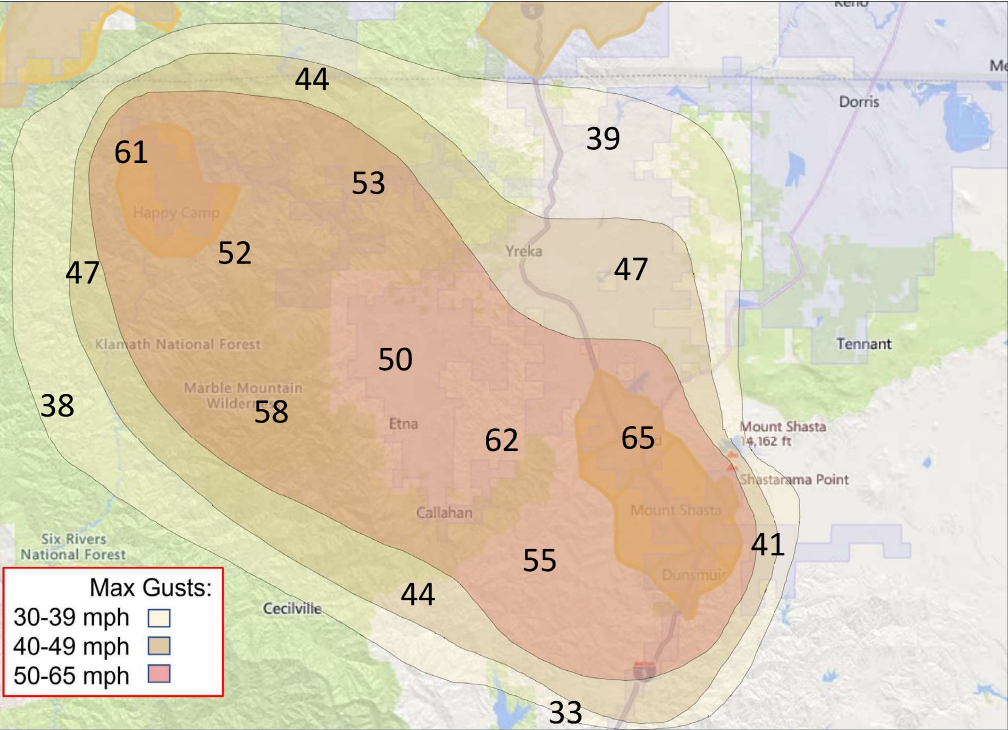 Keno
Me
44
Dorris
39
61
53
Happy Camp
52
Yreka
47
47
Klamath National Forest
Tennant
50
Marble Mountain
Wilderness
38
58
Etna
62
65
Mount Shasta
14,162 ft
Shastarama Point
Callahan
Mount Shasta
Six Rivers
National Forest
41
55
Dunsmuir
44
Cecilville
Max Gusts:
30-39 mph
40-49 mph
50-65 mph
33